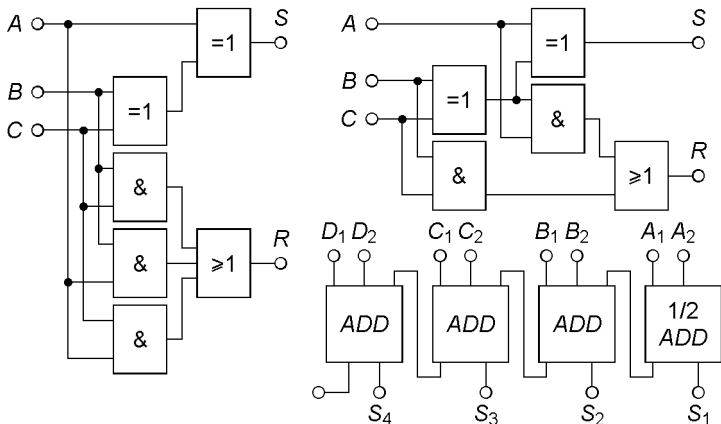 A
B
C
=1
=1
&
&
&
⩾1
S
R
A
B
C
=1
=1
&
&
⩾1
S
R
D₁ D₂ C₁ C₂ B₁ B₂ A₁ A₂
ADD ADD ADD 1/2 ADD
S₄ S₃ S₂ S₁